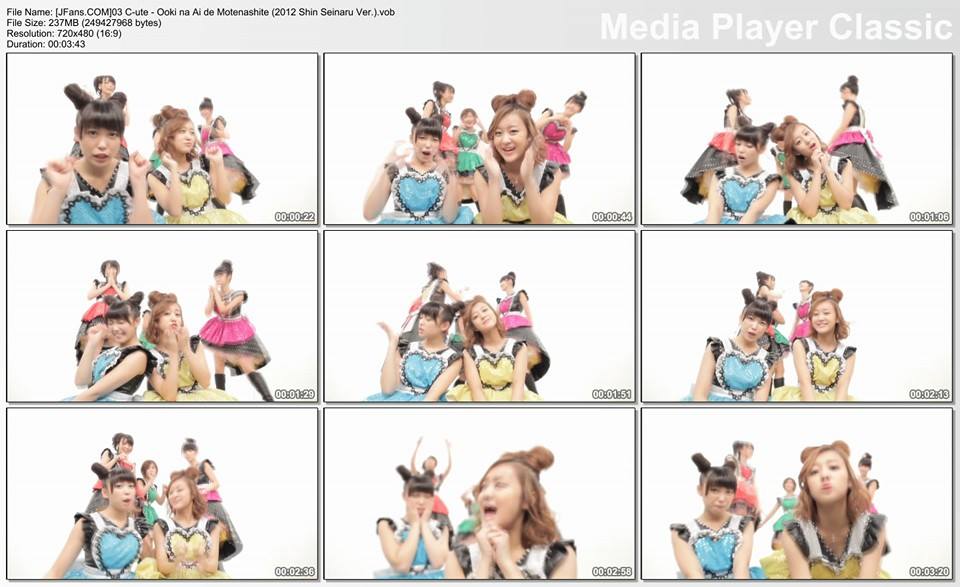 File Name: [JFans.COM]03 C-ute - Ooki na Ai de Motenashite (2012 Shin Seinaru Ver.).vob
File Size: 237MB (249427968 bytes)
Resolution: 720x480 (16:9)
Duration: 00:03:43
Media Player Classic
00:00:22
00:00:44
00:01:06
00:01:29
00:01:51
00:02:13
00:02:36
00:02:58
00:03:20